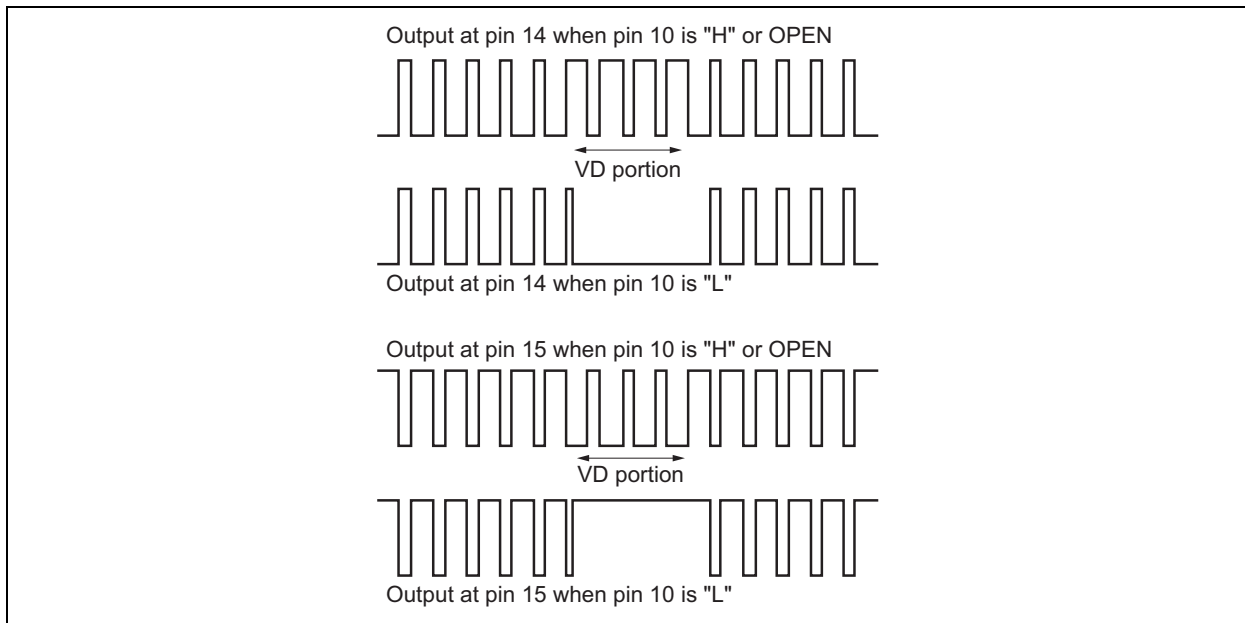 Output at pin 14 when pin 10 is "H" or OPEN
VD portion
Output at pin 14 when pin 10 is "L"
Output at pin 15 when pin 10 is "H" or OPEN
VD portion
Output at pin 15 when pin 10 is "L"